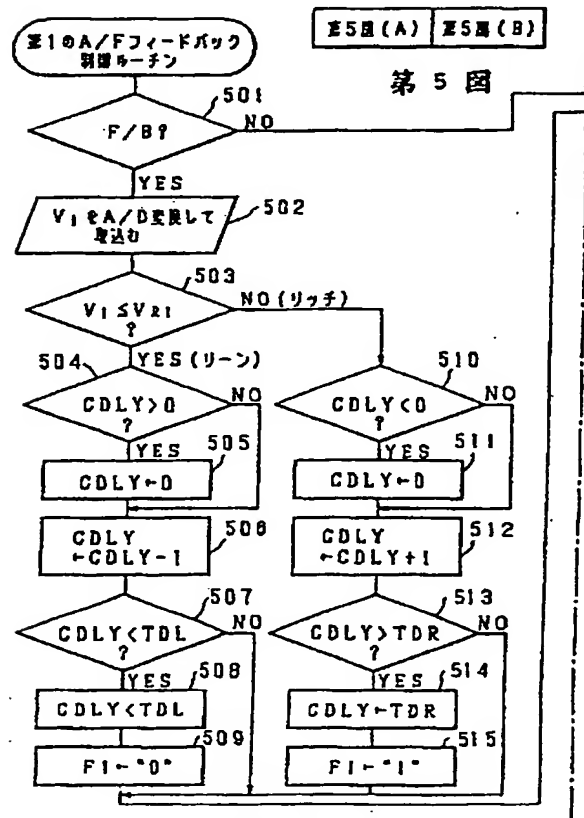 第1のA/Fフィードバック
制御ルーチン
第5図(A) 第5図(B)
第 5 図
501
F/B?
NO
YES
502
V1をA/D変換して
取込む
503
V1≦VR1
?
NO(リッチ)
YES(リーン)
504
CDLY>0
?
NO
YES
505
CDLY←0
506
CDLY
←CDLY-1
507
CDLY<TDL
?
NO
YES
508
CDLY<TDL
509
F1←"0"
510
CDLY<0
?
NO
YES
511
CDLY←0
512
CDLY
←CDLY+1
513
CDLY>TDR
?
NO
YES
514
CDLY←TDR
515
F1←"1"